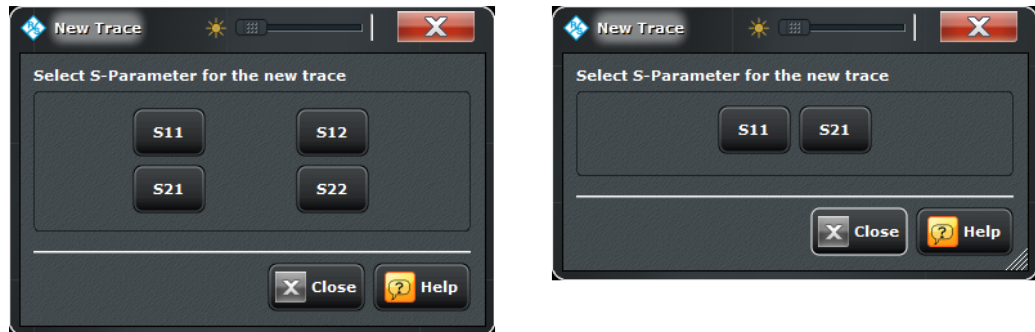 New Trace
Select S-Parameter for the new trace
S11 S12
S21 S22
X Close ? Help
New Trace
Select S-Parameter for the new trace
S11 S21
X Close ? Help